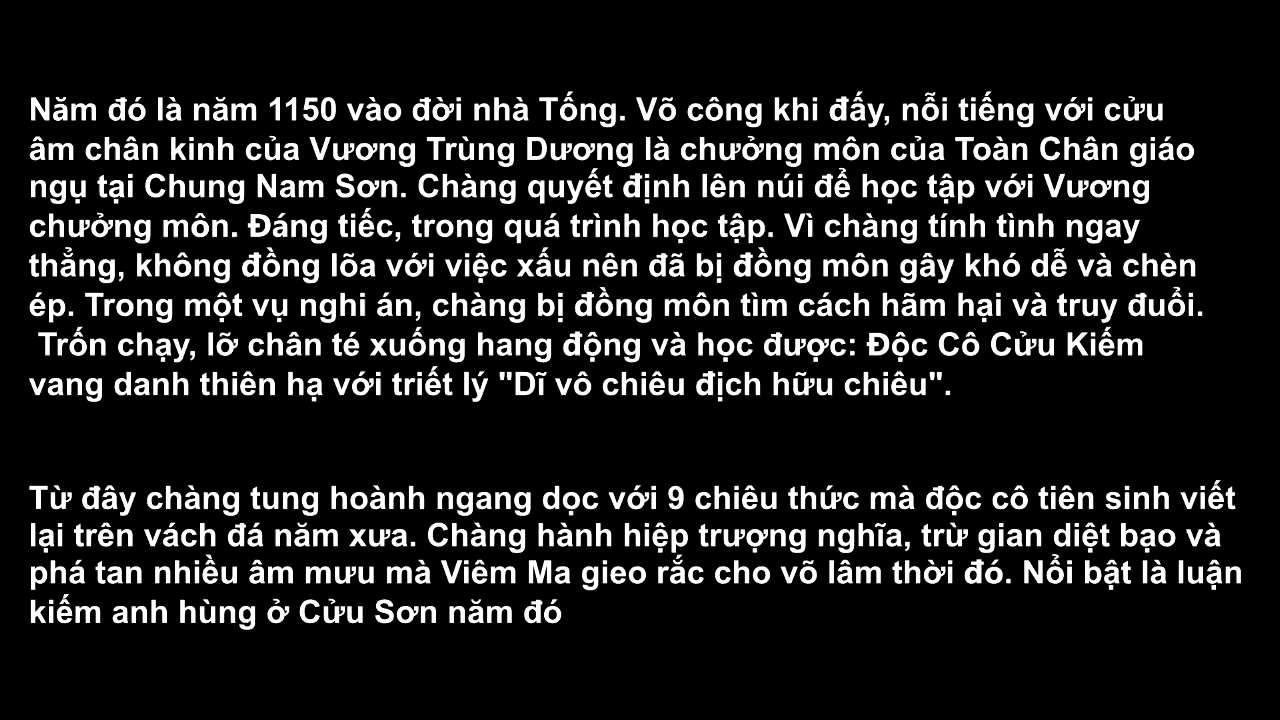 Năm đó là năm 1150 vào đời nhà Tống. Võ công khi đấy, nỗi tiếng với cửu
âm chân kinh của Vương Trùng Dương là chưởng môn của Toàn Chân giáo
ngụ tại Chung Nam Sơn. Chàng quyết định lên núi để học tập với Vương
chưởng môn. Đáng tiếc, trong quá trình học tập. Vì chàng tính tình ngay
thẳng, không đồng lõa với việc xấu nên đã bị đồng môn gây khó dễ và chèn
ép. Trong một vụ nghi án, chàng bị đồng môn tìm cách hãm hại và truy đuổi.
Trốn chạy, lỡ chân té xuống hang động và học được: Độc Cô Cửu Kiếm
vang danh thiên hạ với triết lý "Dĩ vô chiêu địch hữu chiêu".
Từ đây chàng tung hoành ngang dọc với 9 chiêu thức mà độc cô tiên sinh viết
lại trên vách đá năm xưa. Chàng hành hiệp trượng nghĩa, trừ gian diệt bạo và
phá tan nhiều âm mưu mà Viêm Ma gieo rắc cho võ lâm thời đó. Nổi bật là luận
kiếm anh hùng ở Cửu Sơn năm đó